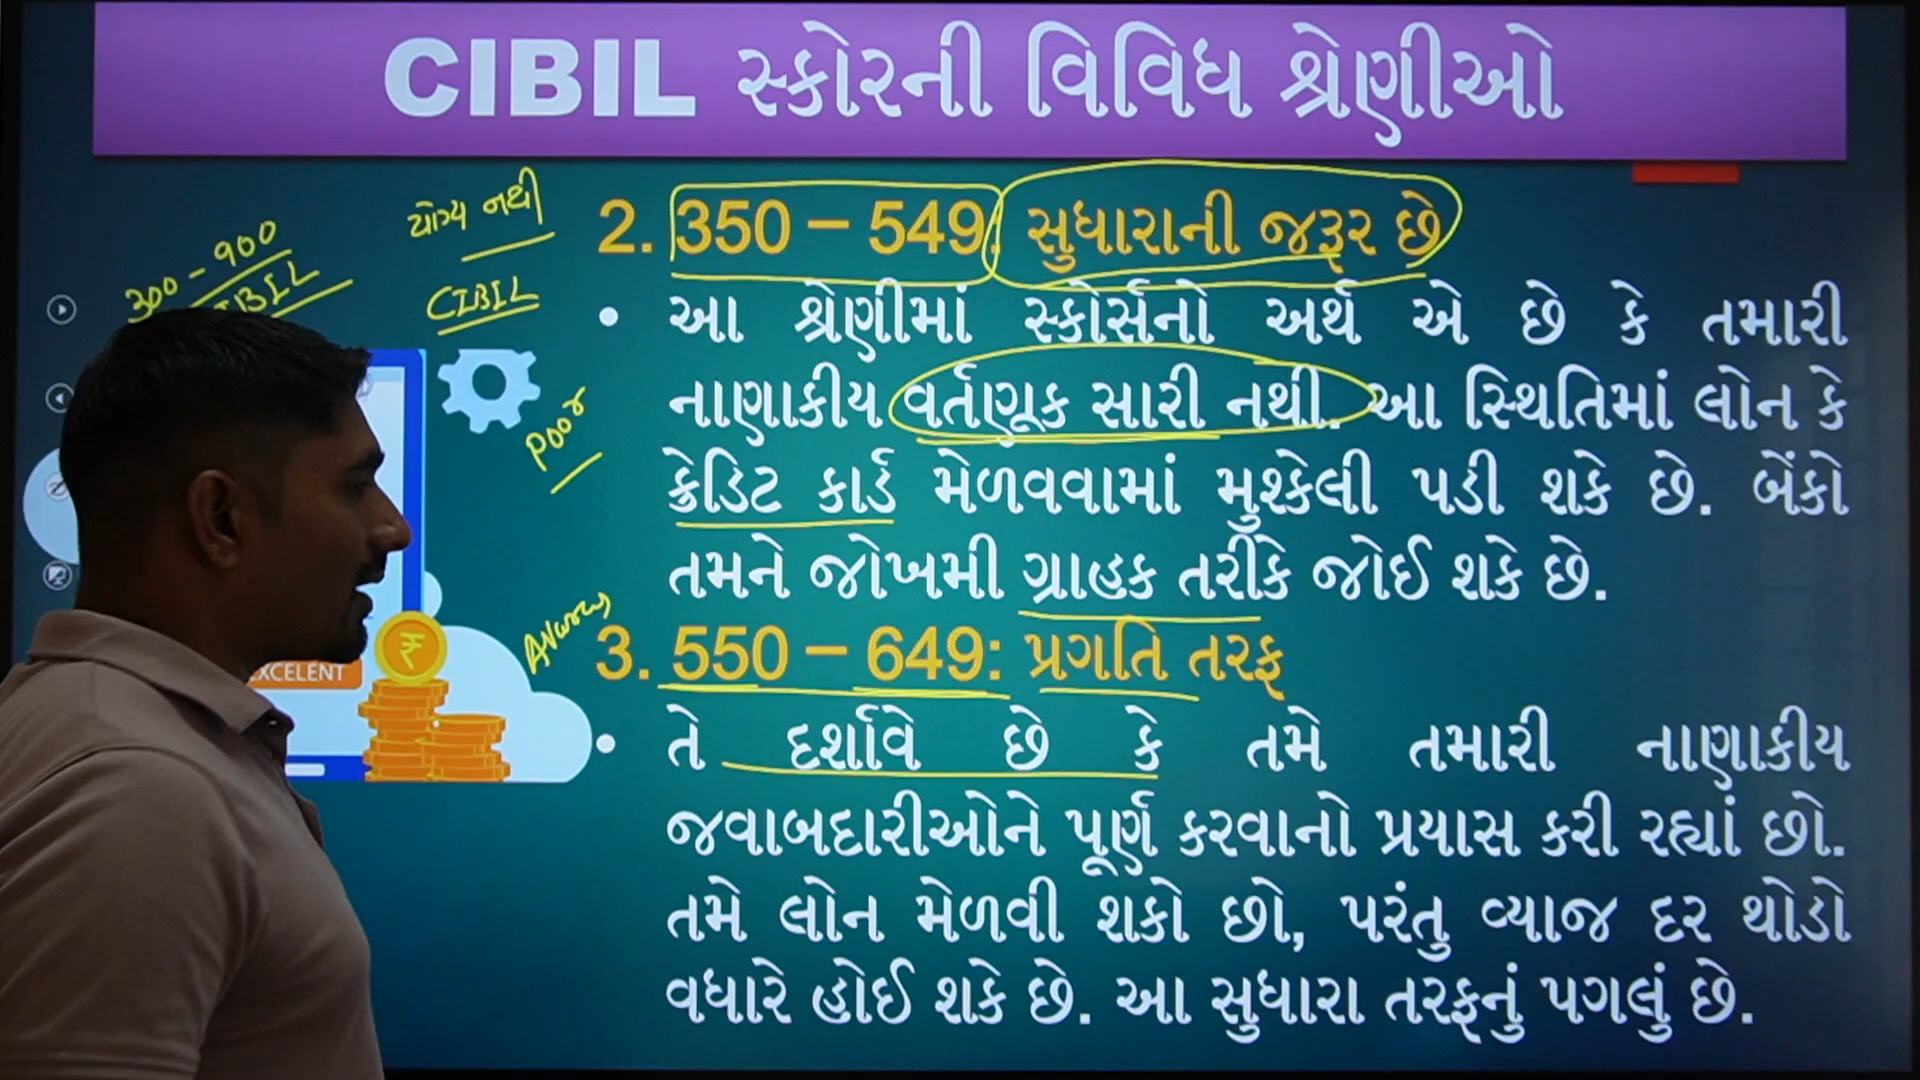 CIBIL સ્કોરની વિવિધ શ્રેણીઓ
300 - 900
યોગ્ય નથી
CIBIL
2. 350 – 549: સુધારાની જરૂર છે
• આ શ્રેણીમાં સ્કોર્સનો અર્થ એ છે કે તમારી
નાણાકીય વર્તણૂક સારી નથી. આ સ્થિતિમાં લોન કે
Poor
ક્રેડિટ કાર્ડ મેળવવામાં મુશ્કેલી પડી શકે છે. બેંકો
તમને જોખમી ગ્રાહક તરીકે જોઈ શકે છે.
3. 550 – 649: પ્રગતિ તરફ
XCELENT
₹
• તે દર્શાવે છે કે તમે તમારી નાણાકીય
જવાબદારીઓને પૂર્ણ કરવાનો પ્રયાસ કરી રહ્યાં છો.
તમે લોન મેળવી શકો છો, પરંતુ વ્યાજ દર થોડો
વધારે હોઈ શકે છે. આ સુધારા તરફનું પગલું છે.